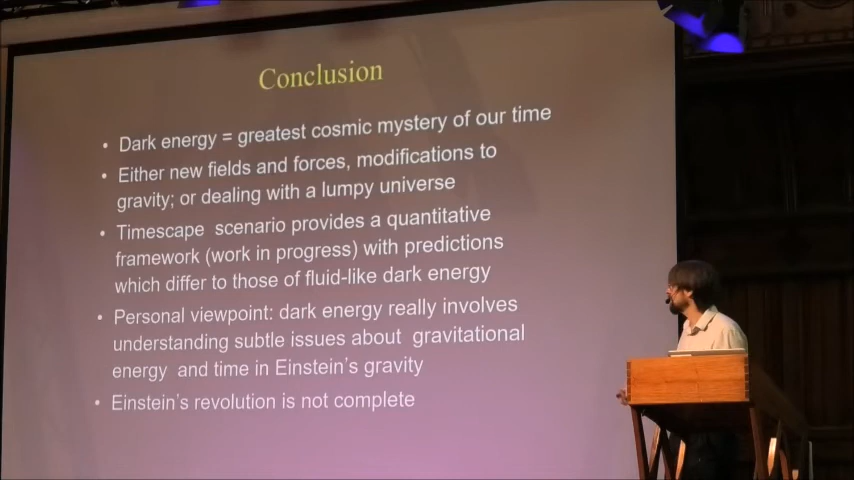 Conclusion
• Dark energy = greatest cosmic mystery of our time
• Either new fields and forces, modifications to
gravity; or dealing with a lumpy universe
• Timescape scenario provides a quantitative
framework (work in progress) with predictions
which differ to those of fluid-like dark energy
• Personal viewpoint: dark energy really involves
understanding subtle issues about gravitational
energy and time in Einstein's gravity
• Einstein's revolution is not complete